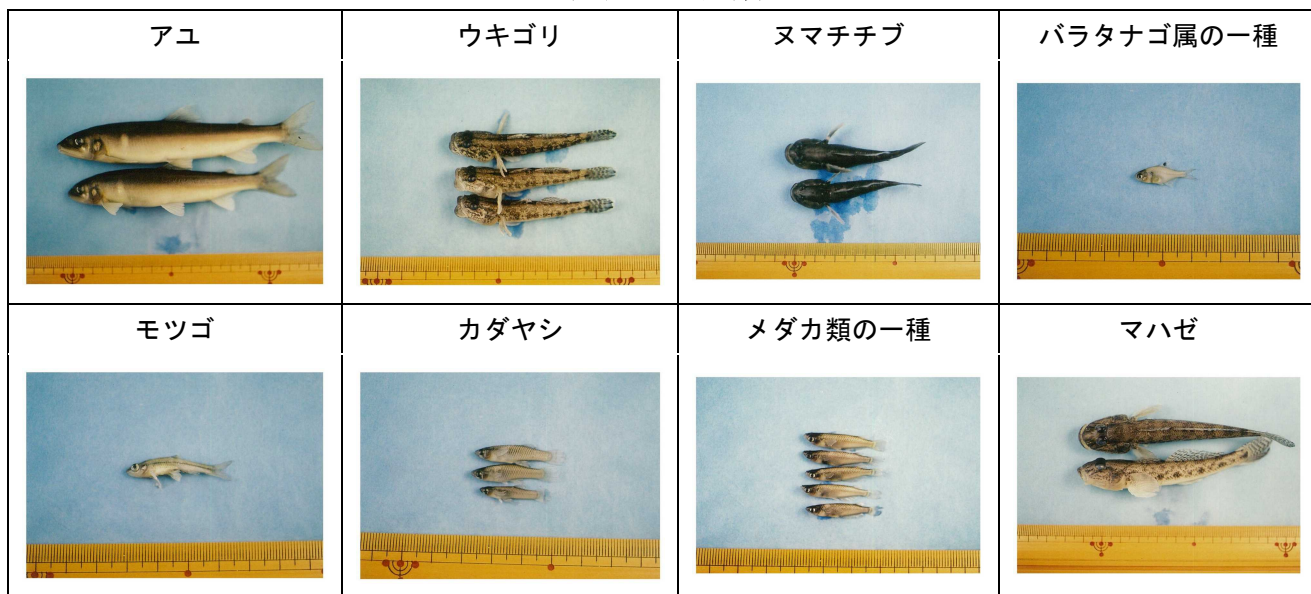 アユ
ウキゴリ
ヌマチチブ
バラタナゴ属の一種
モツゴ
カダヤシ
メダカ類の一種
マハゼ